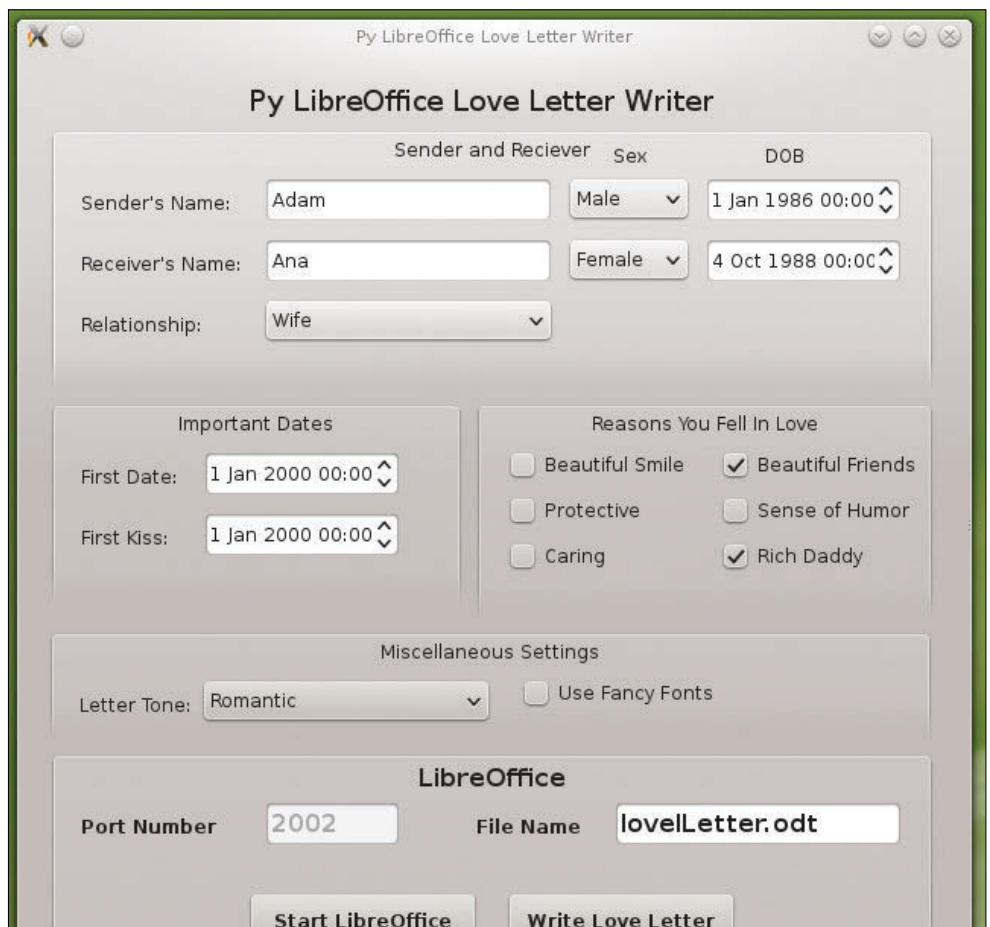 Py LibreOffice Love Letter Writer
Py LibreOffice Love Letter Writer
Sender and Reciever Sex DOB
Sender's Name: Adam Male 1 Jan 1986 00:00
Receiver's Name: Ana Female 4 Oct 1988 00:00
Relationship: Wife
Important Dates
First Date: 1 Jan 2000 00:00
First Kiss: 1 Jan 2000 00:00
Reasons You Fell In Love
Beautiful Smile Beautiful Friends
Protective Sense of Humor
Caring Rich Daddy
Miscellaneous Settings
Letter Tone: Romantic Use Fancy Fonts
LibreOffice
Port Number 2002 File Name lovelLetter.odt
Start LibreOffice Write Love Letter